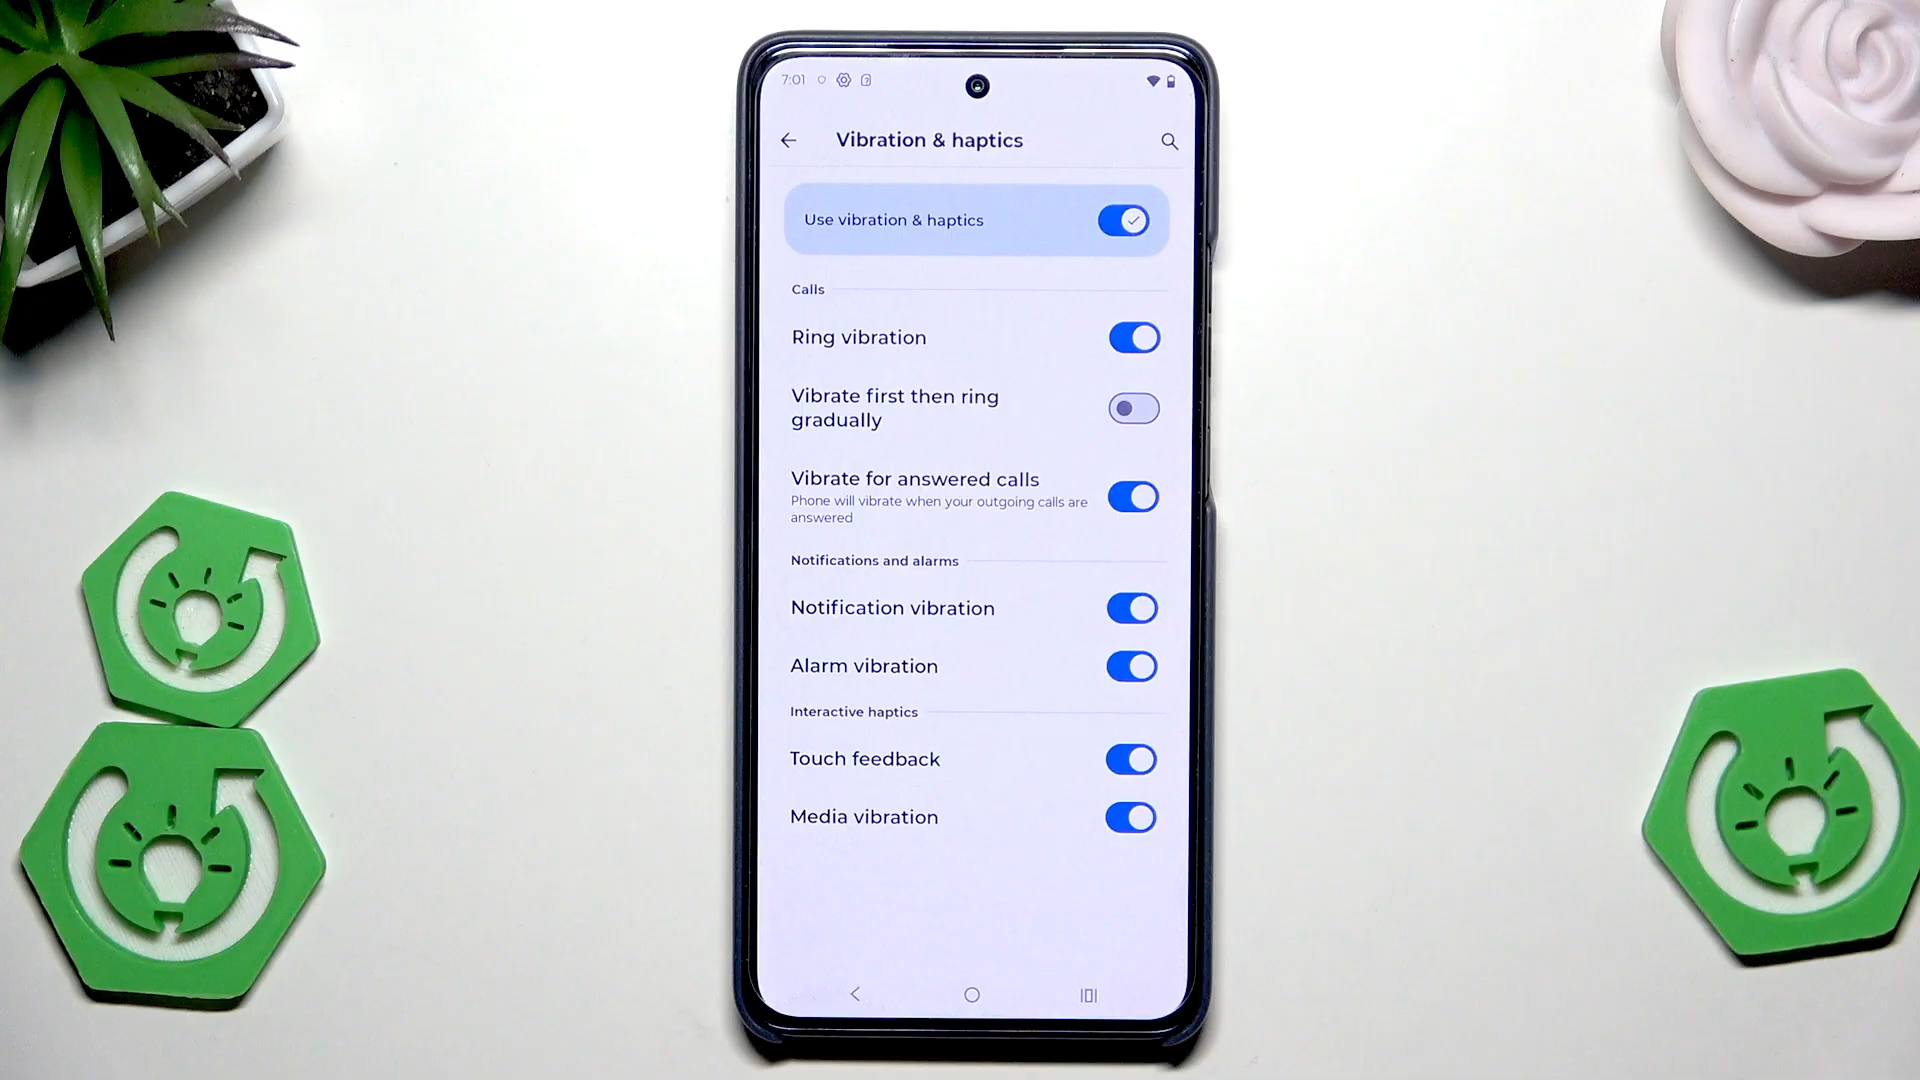 7:01
Vibration & haptics
Use vibration & haptics
Calls
Ring vibration
Vibrate first then ring
gradually
Vibrate for answered calls
Phone will vibrate when your outgoing calls are
answered
Notifications and alarms
Notification vibration
Alarm vibration
Interactive haptics
Touch feedback
Media vibration